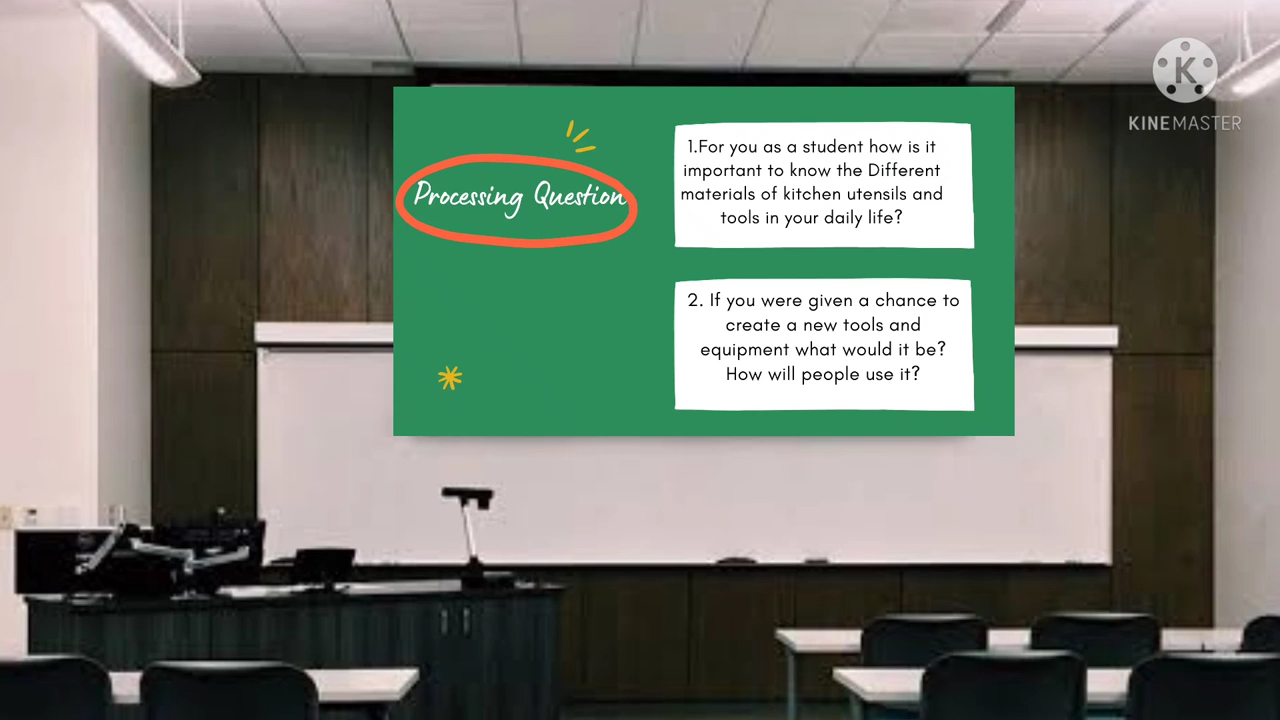 Processing Question
1.For you as a student how is it
important to know the Different
materials of kitchen utensils and
tools in your daily life?
2. If you were given a chance to
create a new tools and
equipment what would it be?
How will people use it?
K
KINEMASTER